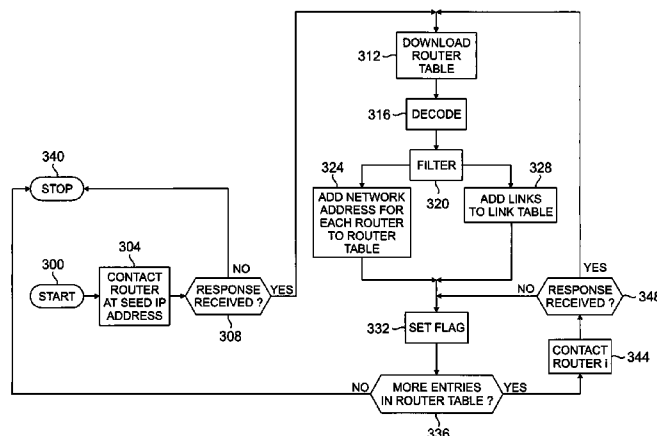 312
DOWNLOAD
ROUTER
TABLE
316
DECODE
340
STOP
324
FILTER
320
328
ADD NETWORK
ADDRESS FOR
EACH ROUTER
TO ROUTER
TABLE
ADD LINKS
TO LINK TABLE
300
START
304
CONTACT
ROUTER
AT SEED IP
ADDRESS
NO
RESPONSE
RECEIVED ?
YES
308
YES
NO
RESPONSE
RECEIVED ?
348
332
SET FLAG
CONTACT
ROUTER i
344
NO
MORE ENTRIES
IN ROUTER TABLE ?
YES
336